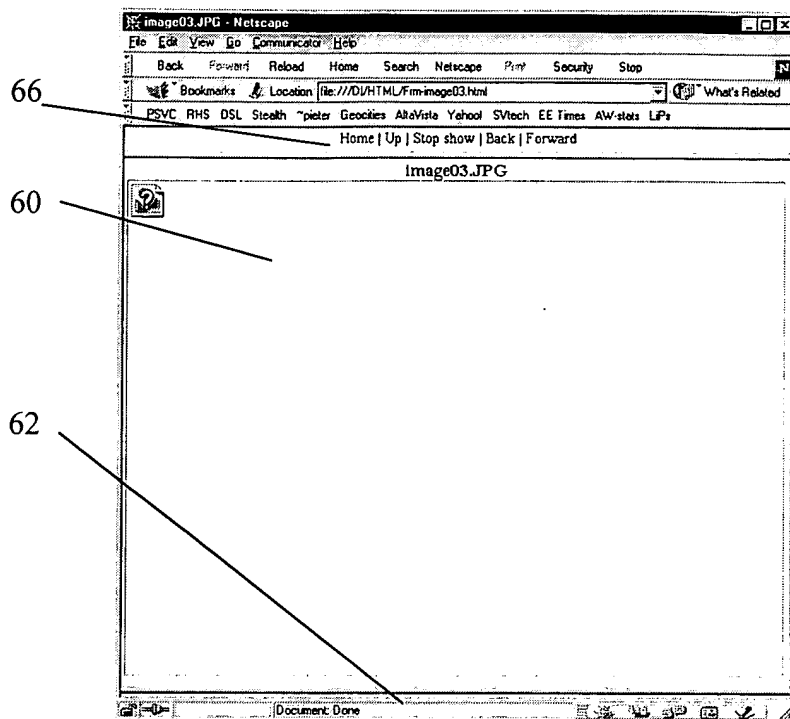 image03.JPG - Netscape
File Edit View Go Communicator Help
Back Forward Reload Home Search Netscape Print Security Stop
N
Bookmarks Location file:///D|/HTML/Frm-image03.html What's Related
PSVC RHS DSL Stealth ~pieter Geocities AltaVista Yahoo! SVtech EE Times AW-stats LiPs
66
Home | Up | Stop show | Back | Forward
image03.JPG
60
62
Document: Done